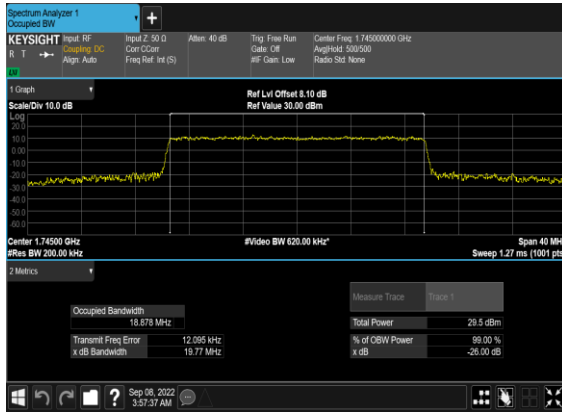 Spectrum Analyzer 1
Occupied BW
+
KEYSIGHT
R T
LXI
Input: RF
Coupling: DC
Align: Auto
Input Z: 50 Ω
Corr CCorr
Freq Ref: Int (S)
Atten: 40 dB
Trig: Free Run
Gate: Off
#IF Gain: Low
Center Freq: 1.745000000 GHz
Avg|Hold: 500/500
Radio Std: None
1 Graph
Scale/Div 10.0 dB
Ref Lvl Offset 8.10 dB
Ref Value 30.00 dBm
Log
20.0
10.0
0.00
-10.0
-20.0
-30.0
-40.0
-50.0
-60.0
Center 1.74500 GHz
#Res BW 200.00 kHz
#Video BW 620.00 kHz*
Span 40 MH
Sweep 1.27 ms (1001 pts
2 Metrics
Measure Trace Trace 1
Occupied Bandwidth
18.878 MHz
Total Power 29.5 dBm
Transmit Freq Error 12.095 kHz
% of OBW Power 99.00 %
x dB Bandwidth 19.77 MHz
x dB -26.00 dB
?
Sep 08, 2022
3:57:37 AM